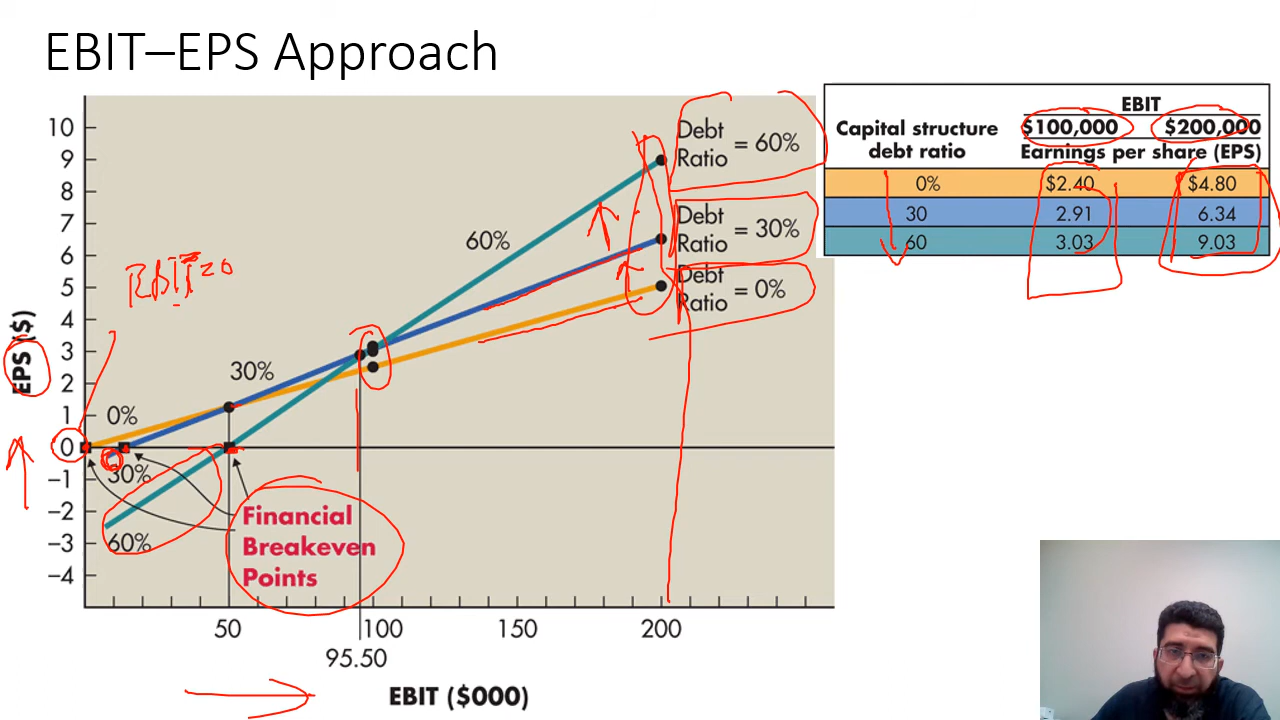 EBIT–EPS Approach
10
9
8
7
6
5
4
3
2
1
0
−1
−2
−3
−4
EPS ($)
EBIT=0
0%
30%
60%
30%
60%
Debt
Ratio = 60%
Debt
Ratio = 30%
Debt
Ratio = 0%
Financial
Breakeven
Points
50
100
150
200
95.50
EBIT ($000)
EBIT
Capital structure $100,000 $200,000
debt ratio Earnings per share (EPS)
0% $2.40 $4.80
30 2.91 6.34
60 3.03 9.03